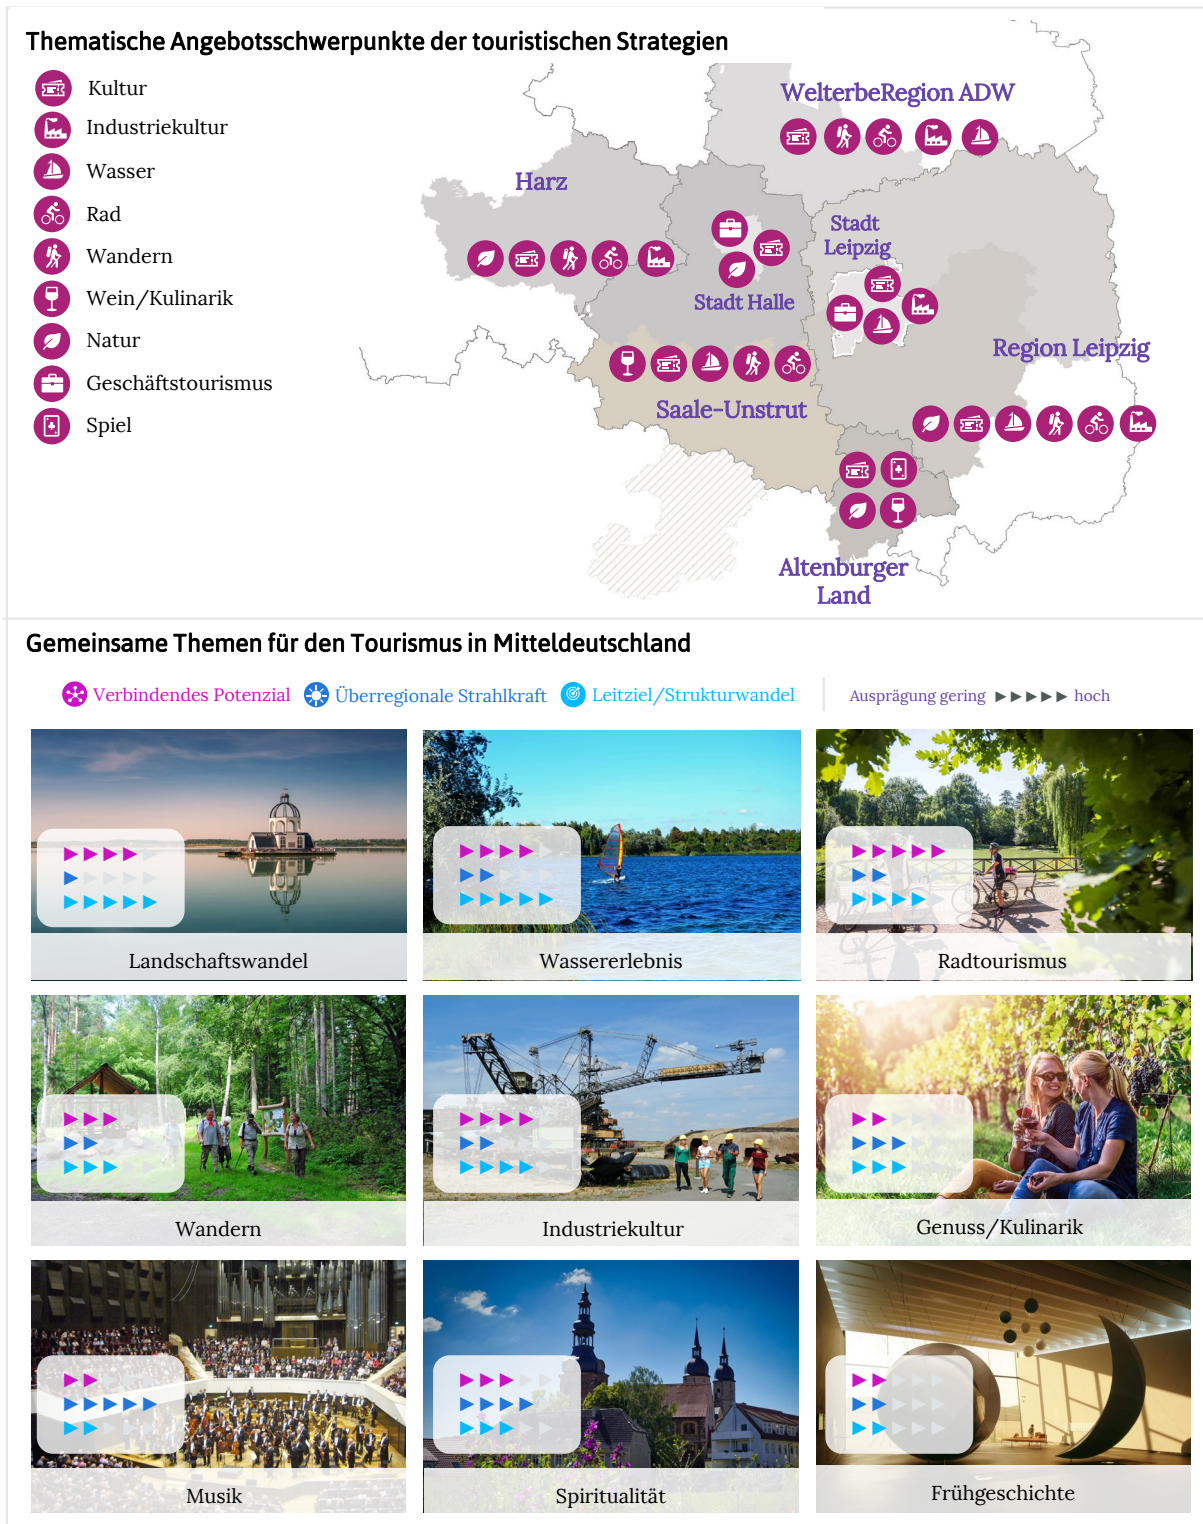 Thematische Angebotsschwerpunkte der touristischen Strategien
Kultur
Industriekultur
Wasser
Rad
Wandern
Wein/Kulinarik
Natur
Geschäftstourismus
Spiel
WelterbeRegion ADW
Harz
Stadt
Leipzig
Stadt Halle
Region Leipzig
Saale-Unstrut
Altenburger
Land
Gemeinsame Themen für den Tourismus in Mitteldeutschland
Verbindendes Potenzial Überregionale Strahlkraft Leitziel/Strukturwandel Ausprägung gering ►►►►► hoch
Landschaftswandel
Wassererlebnis
Radtourismus
Wandern
Industriekultur
Genuss/Kulinarik
Musik
Spiritualität
Frühgeschichte